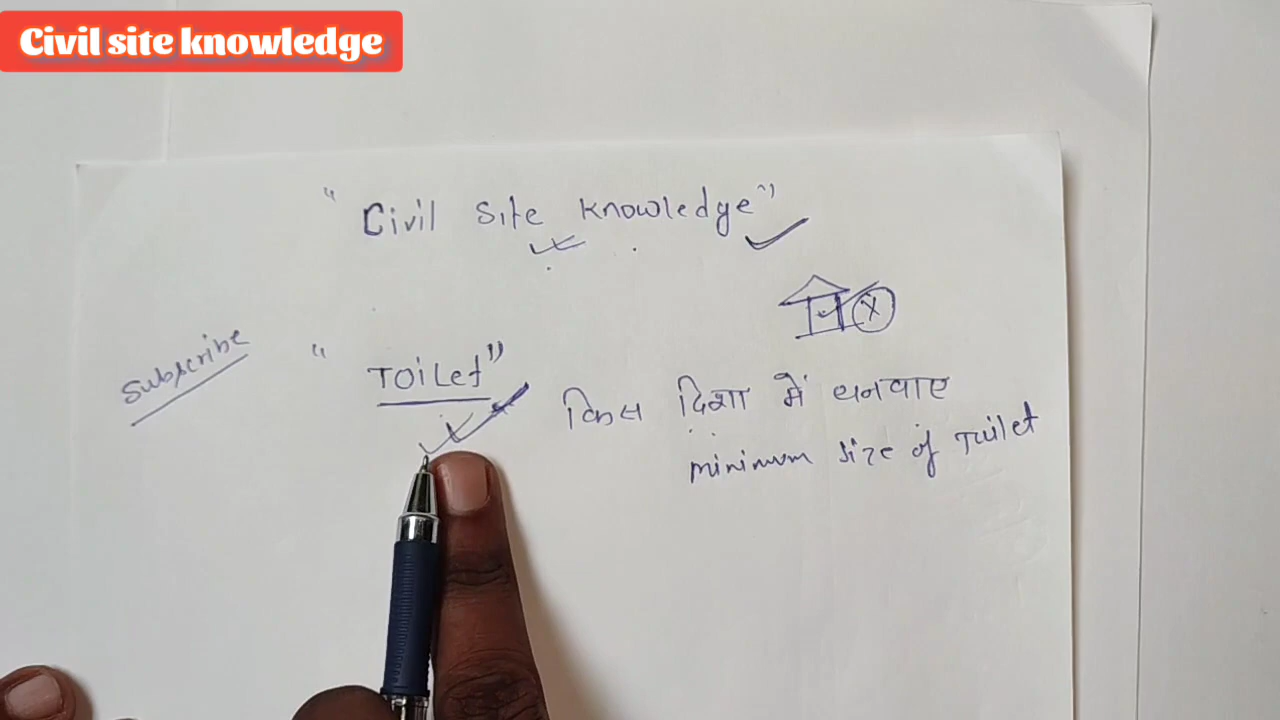 Civil site knowledge
"Civil Site Knowledge"
Subscribe
"TOiLet" किस दिशा में बनवाए
minimum size of Toilet